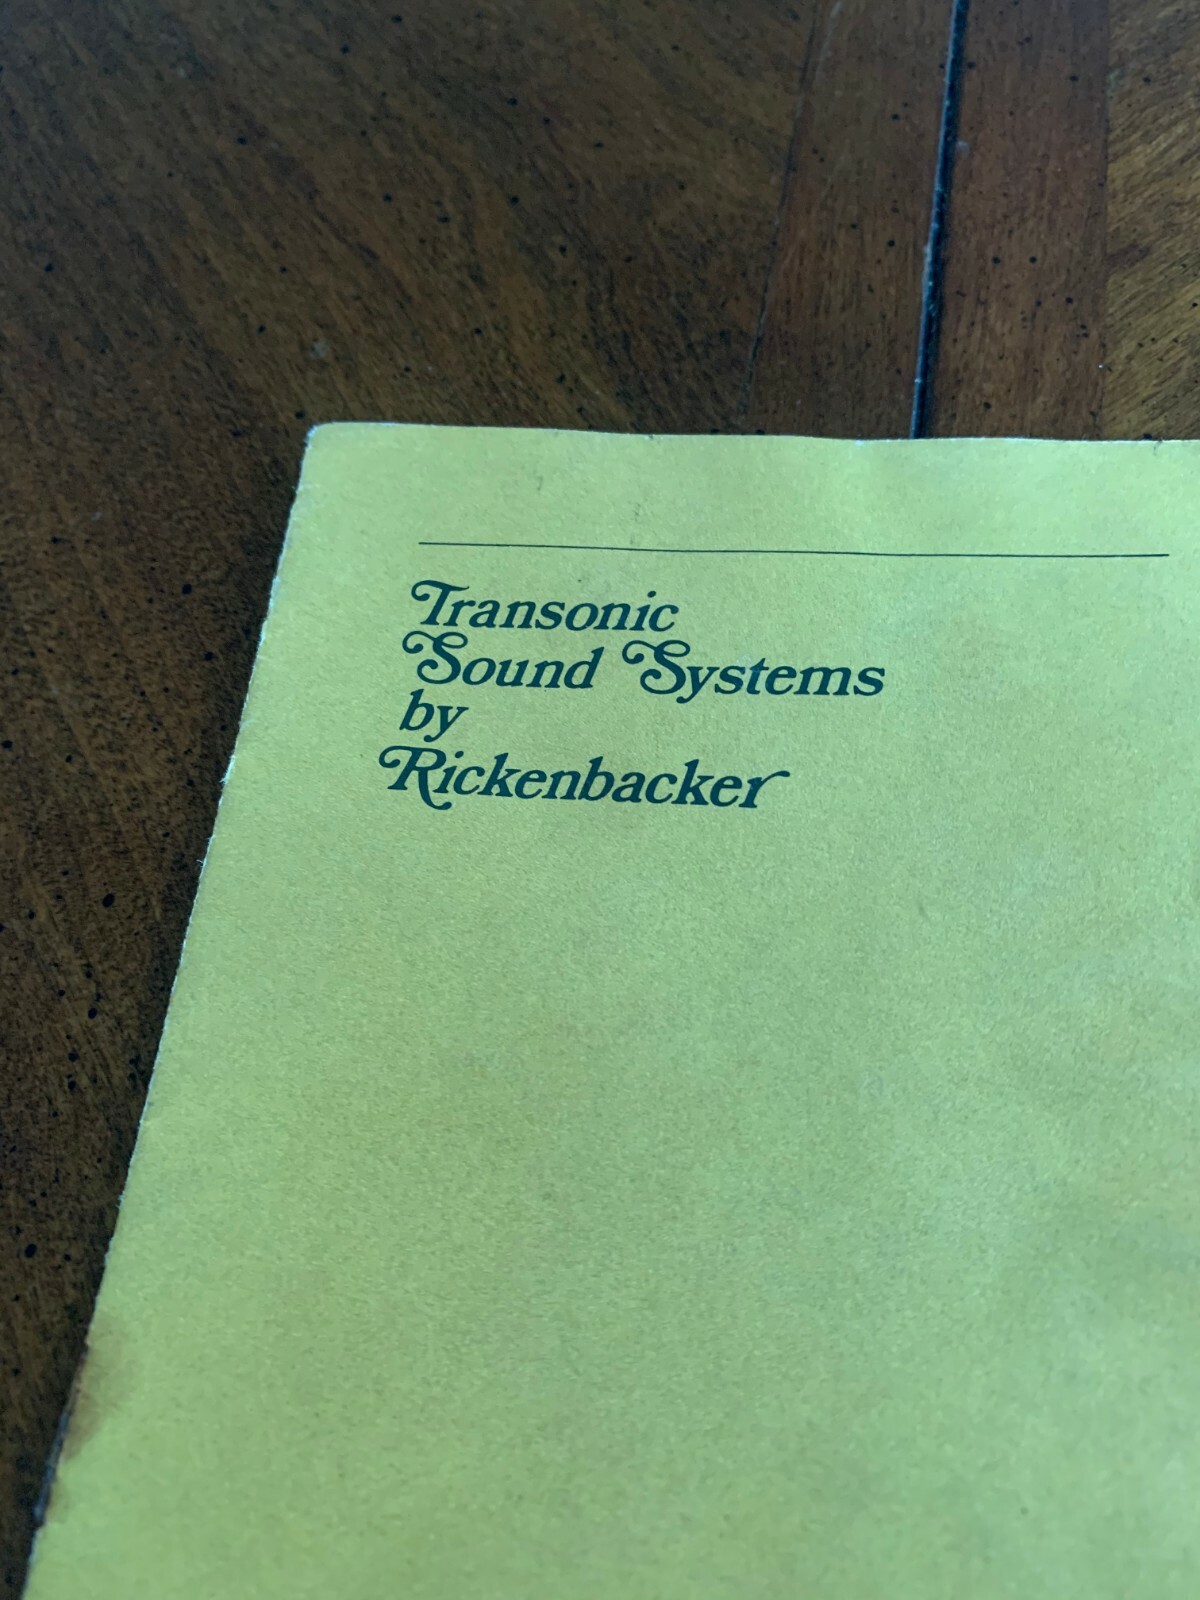 Transonic
Sound Systems
by
Rickenbacker